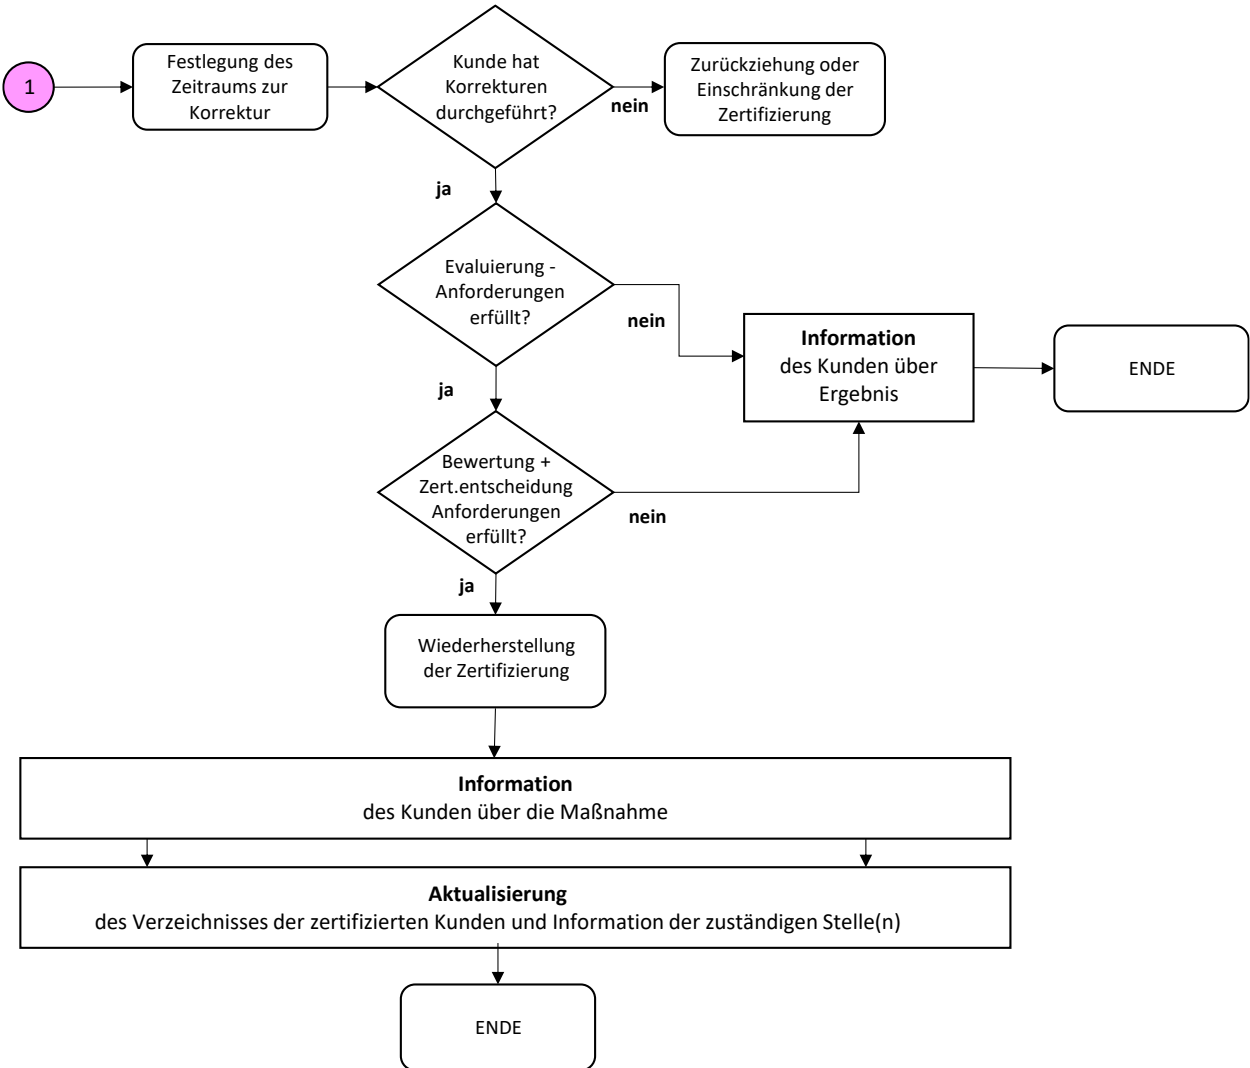 1
Festlegung des
Zeitraums zur
Korrektur
Kunde hat
Korrekturen
durchgeführt?
nein
Zurückziehung oder
Einschränkung der
Zertifizierung
ja
Evaluierung -
Anforderungen
erfüllt?
nein
Information
des Kunden über
Ergebnis
ENDE
ja
Bewertung +
Zert.entscheidung
Anforderungen
erfüllt?
nein
ja
Wiederherstellung
der Zertifizierung
Information
des Kunden über die Maßnahme
Aktualisierung
des Verzeichnisses der zertifizierten Kunden und Information der zuständigen Stelle(n)
ENDE